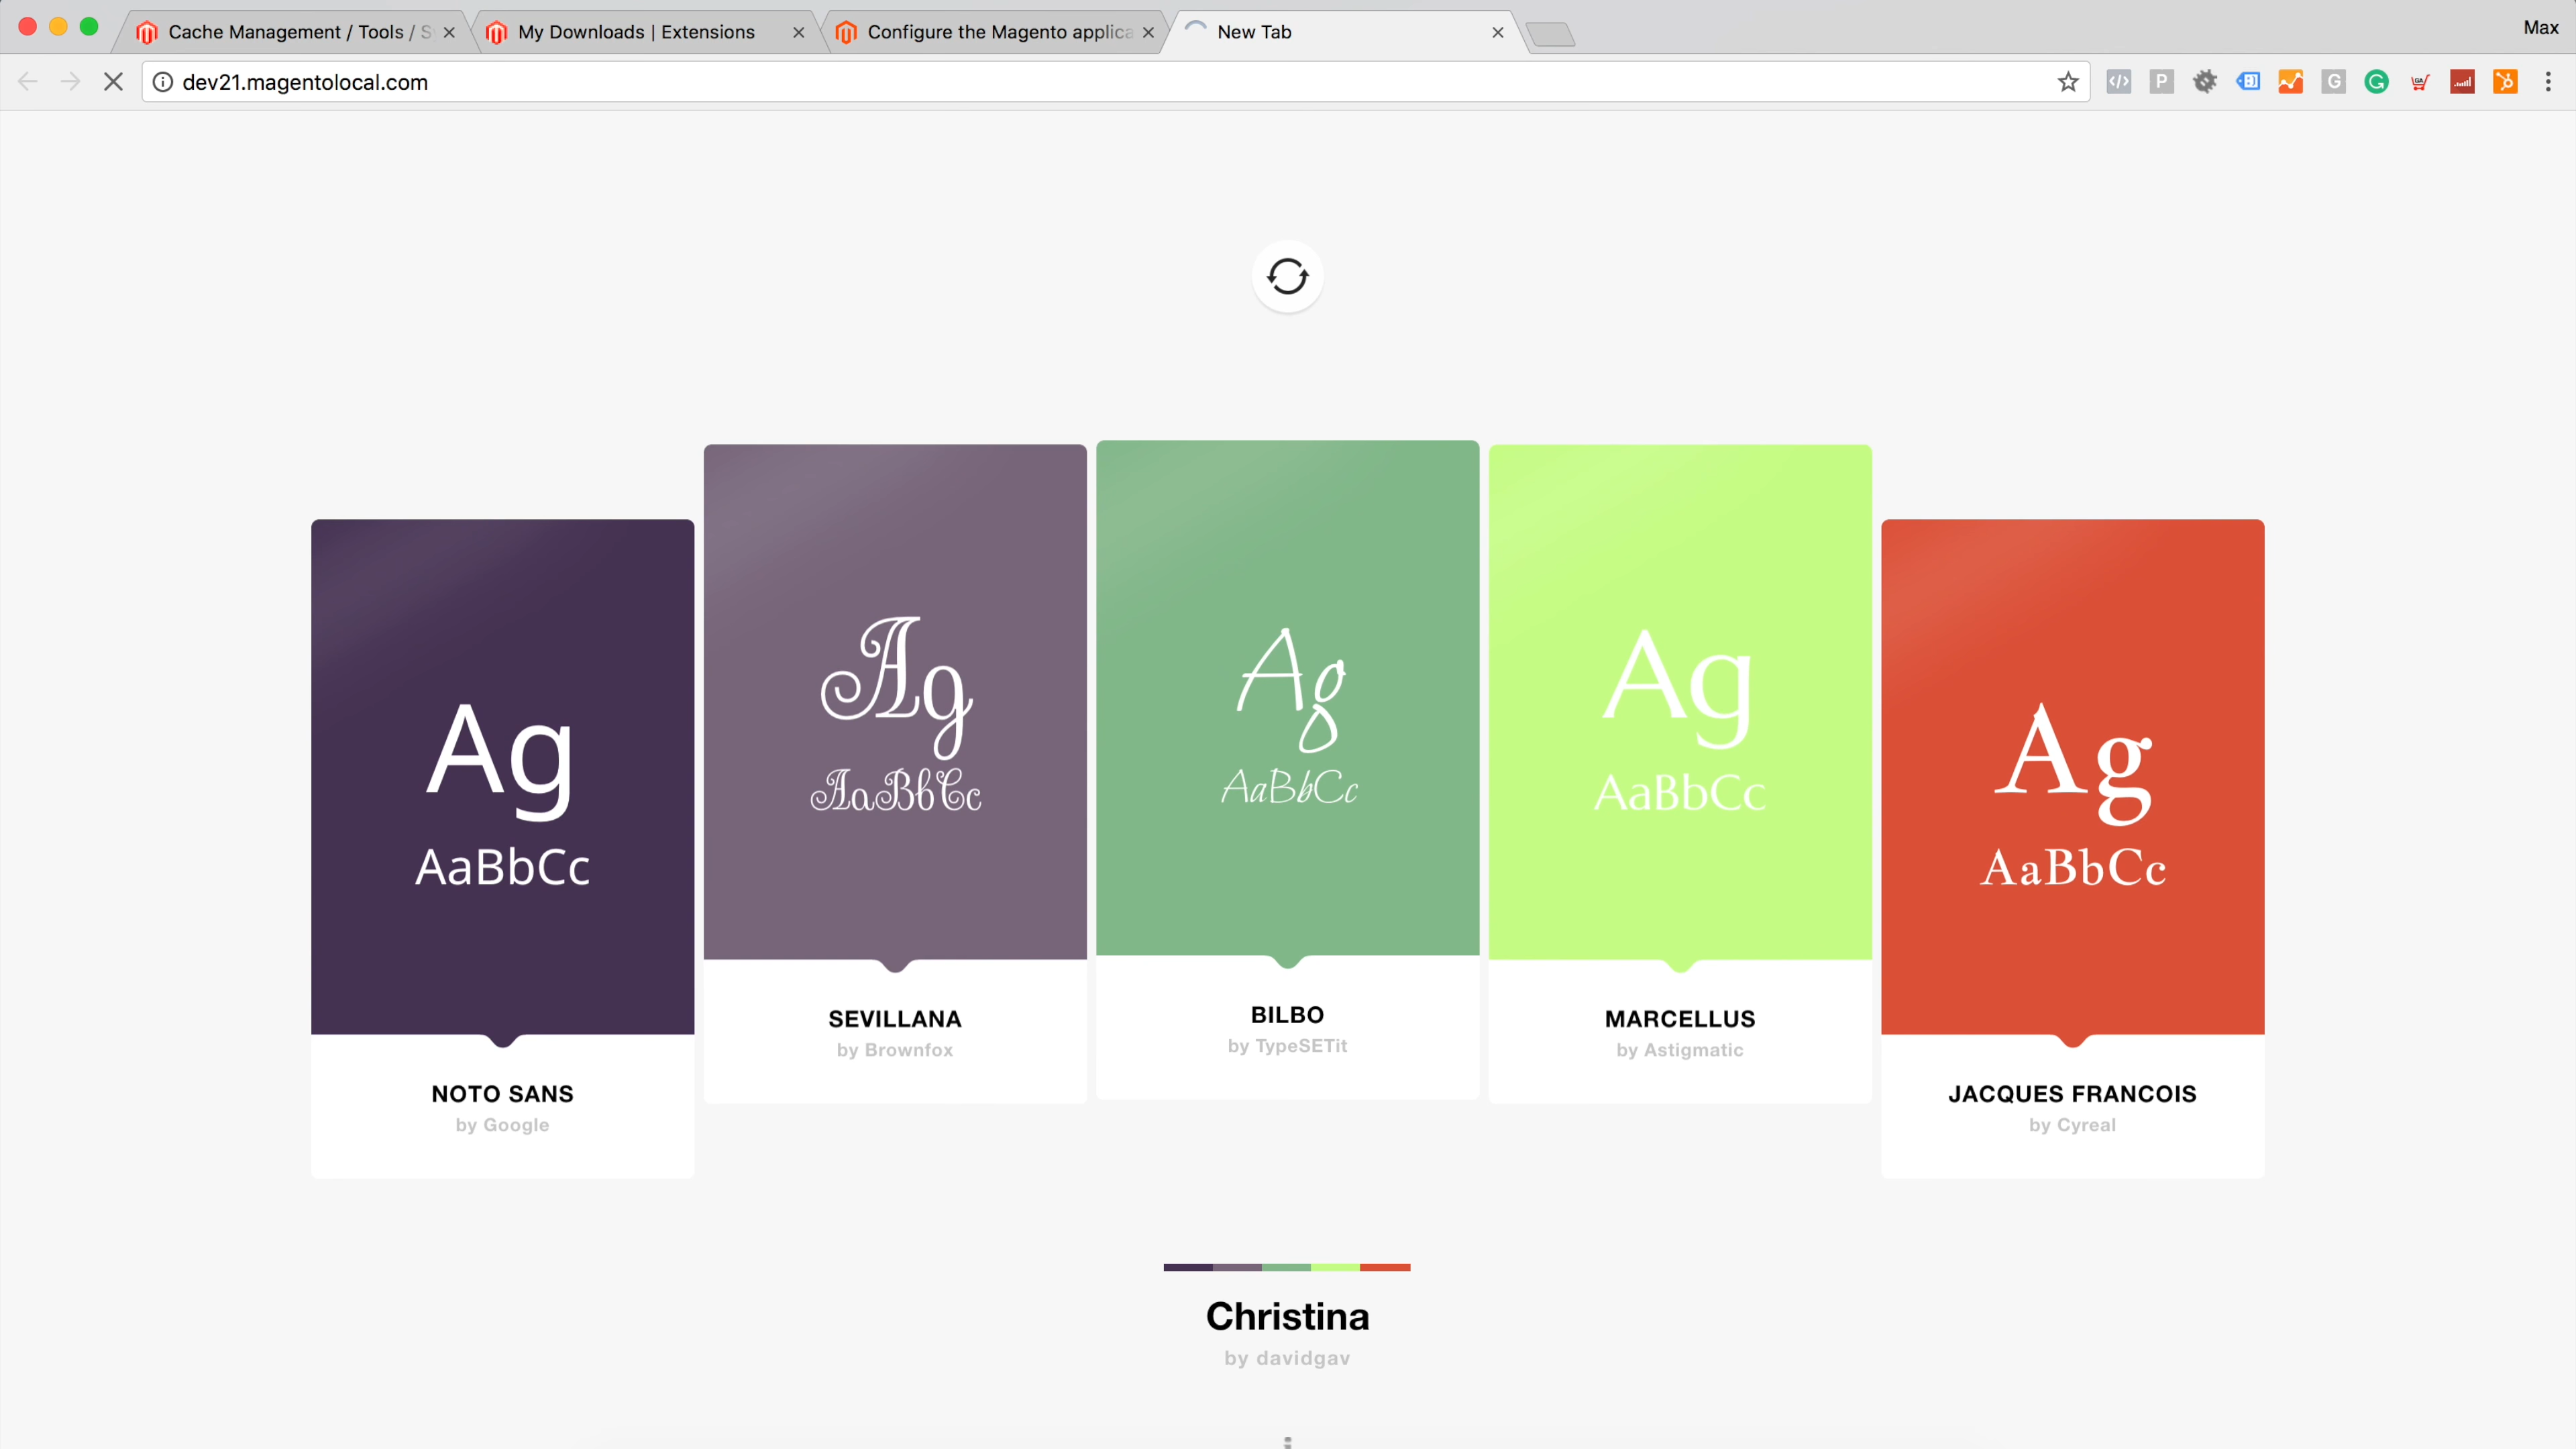 Cache Management / Tools / S
My Downloads | Extensions
Configure the Magento applica
New Tab
Max
dev21.magentolocal.com
Ag
AaBbCc
NOTO SANS
by Google
Ag
AaBbCc
SEVILLANA
by Brownfox
Ag
AaBbCc
BILBO
by TypeSETit
Ag
AaBbCc
MARCELLUS
by Astigmatic
Ag
AaBbCc
JACQUES FRANCOIS
by Cyreal
Christina
by davidgav